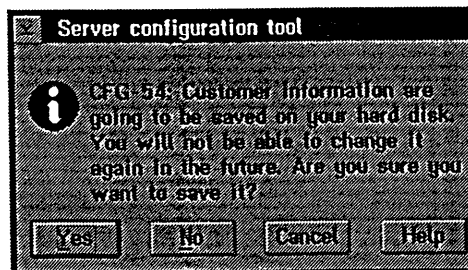 Server configuration tool
CFG-54: Customer information are
going to be saved on your hard disk.
You will not be able to change it
again in the future. Are you sure you
want to save it?
Yes No Cancel Help